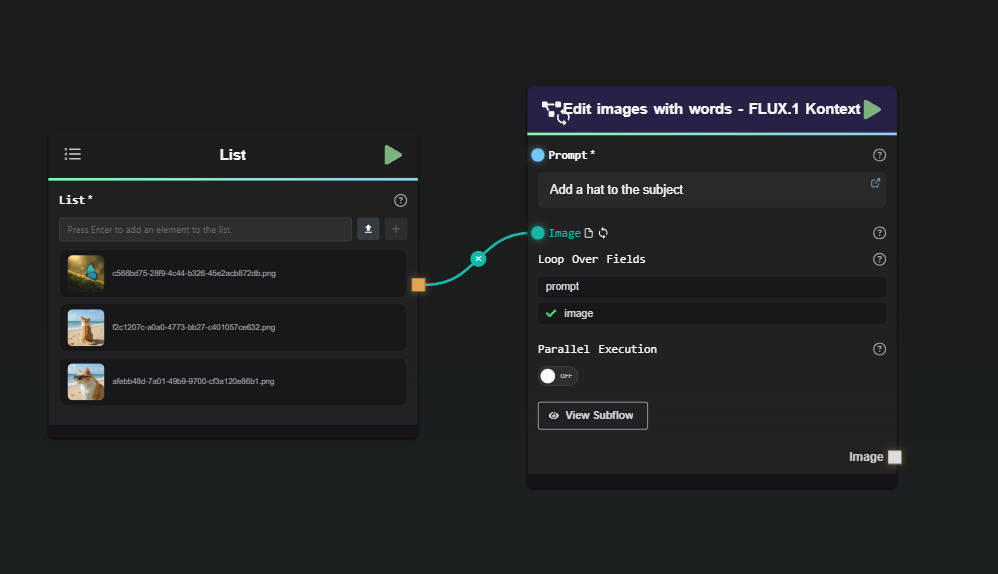 List
List*
Press Enter to add an element to the list.
c566bd75-28f9-4c44-b326-45e2acb872db.png
f2c1207c-a0a0-4773-bb27-c401057ce632.png
afebb48d-7a01-49b9-9700-cf3a120e86b1.png
Edit images with words - FLUX.1 Kontext
Prompt*
Add a hat to the subject
Image
Loop Over Fields
prompt
image
Parallel Execution
OFF
View Subflow
Image